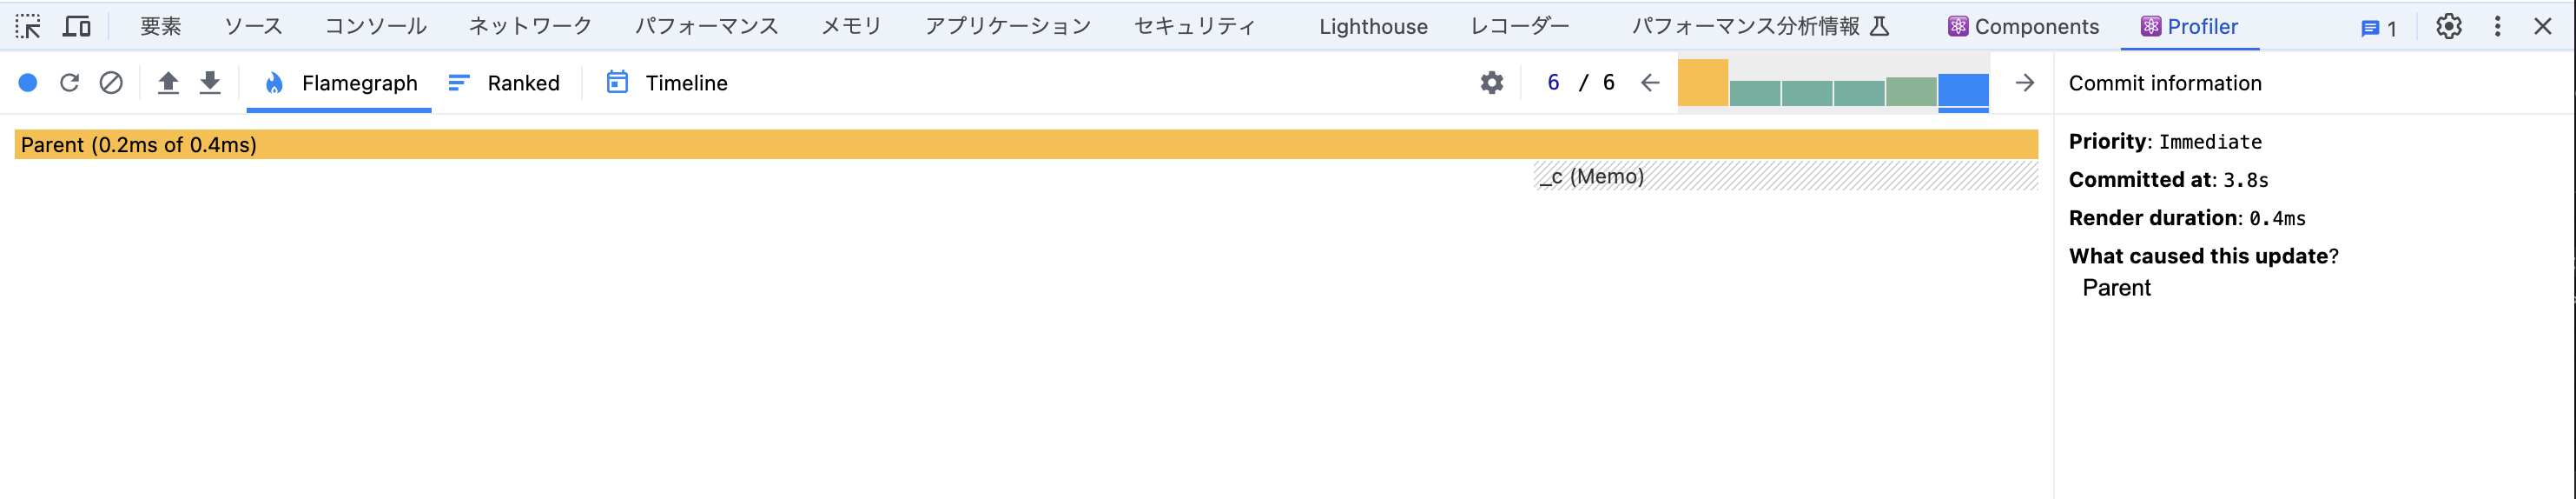 要素 ソース コンソール ネットワーク パフォーマンス メモリ アプリケーション セキュリティ Lighthouse レコーダー パフォーマンス分析情報 Components Profiler 1
Flamegraph Ranked Timeline 6 / 6 Commit information
Parent (0.2ms of 0.4ms)
_c (Memo)
Priority: Immediate
Committed at: 3.8s
Render duration: 0.4ms
What caused this update?
Parent